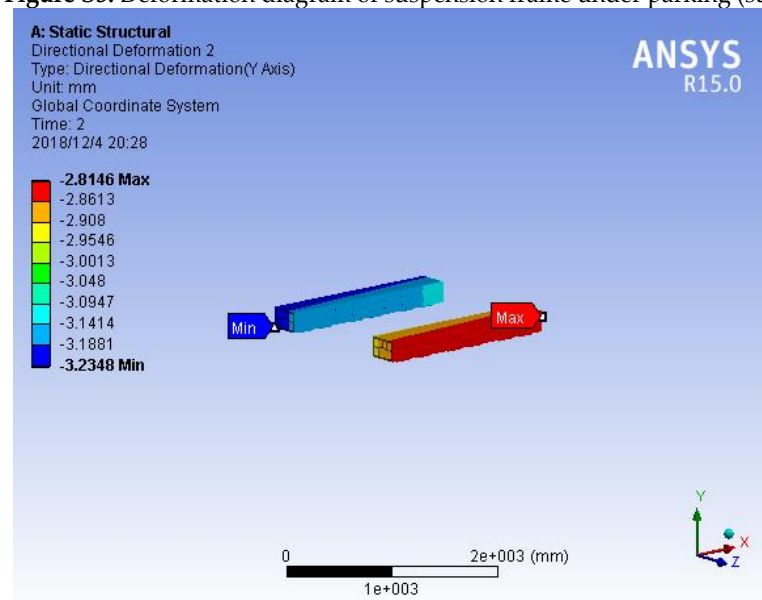 Figure S5. Deformation diagram of suspension frame under parking
A: Static Structural
Directional Deformation 2
Type: Directional Deformation(Y Axis)
Unit: mm
Global Coordinate System
Time: 2
2018/12/4 20:28
ANSYS
R15.0
-2.8146 Max
-2.8613
-2.908
-2.9546
-3.0013
-3.048
-3.0947
-3.1414
-3.1881
-3.2348 Min
Min
Max
Y
X
Z
0
2e+003 (mm)
1e+003